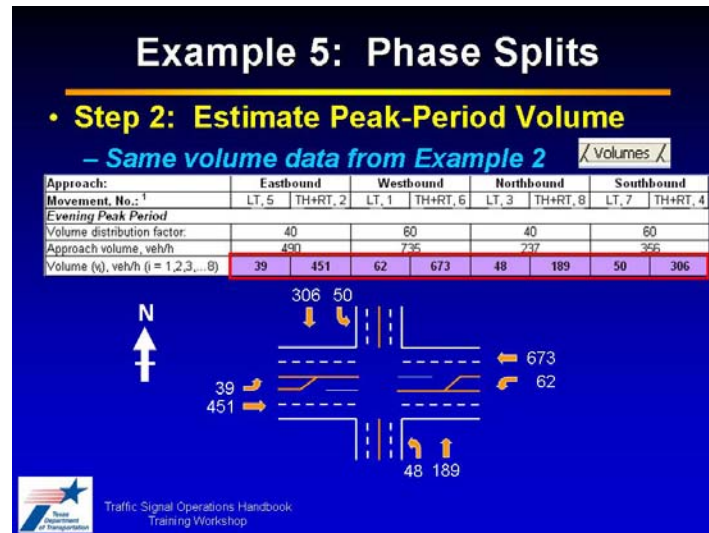 Example 5: Phase Splits
• Step 2: Estimate Peak-Period Volume
– Same volume data from Example 2
Volumes
Approach: Eastbound Westbound Northbound Southbound
Movement, No.: 1 LT, 5 TH+RT, 2 LT, 1 TH+RT, 6 LT, 3 TH+RT, 8 LT, 7 TH+RT, 4
Evening Peak Period
Volume distribution factor: 40 60 40 60
Approach volume, veh/h 490 735 237 356
Volume (vi), veh/h (i = 1,2,3,...8) 39 451 62 673 48 189 50 306
306 50
N
673
39
62
451
48 189
Texas
Department
of Transportation
Traffic Signal Operations Handbook
Training Workshop